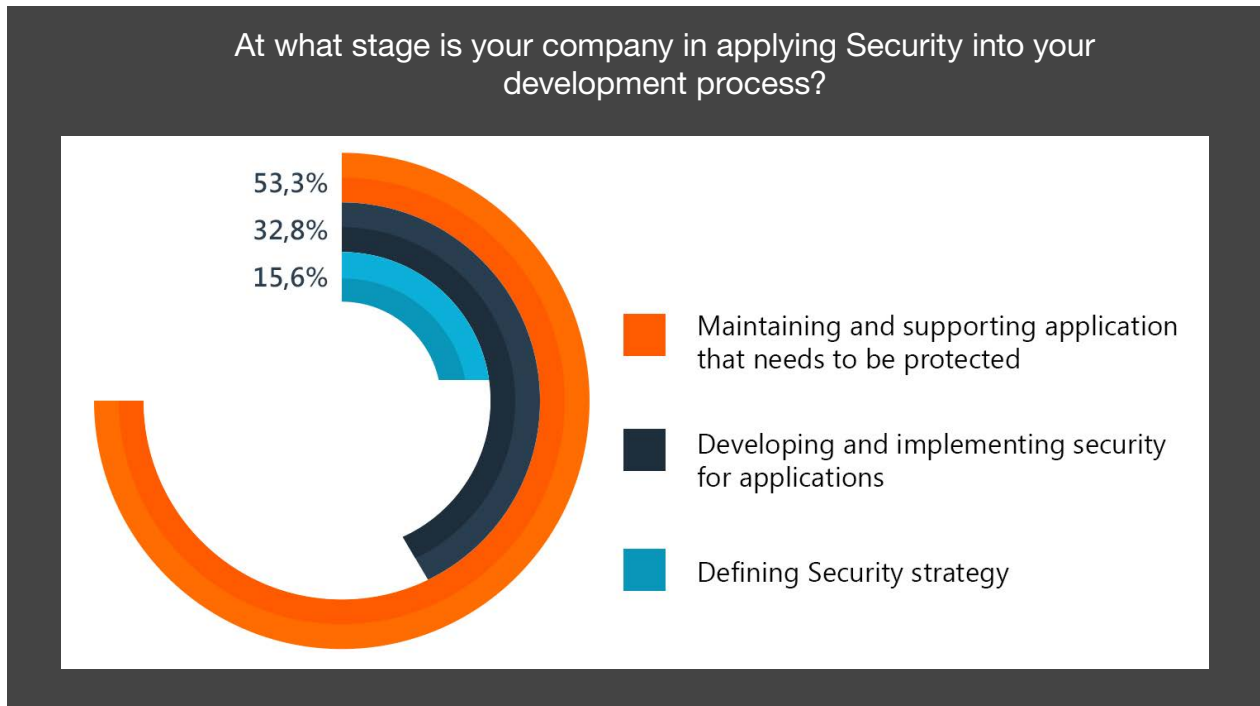 At what stage is your company in applying Security into your
development process?
53,3%
32,8%
15,6%
Maintaining and supporting application
that needs to be protected
Developing and implementing security
for applications
Defining Security strategy